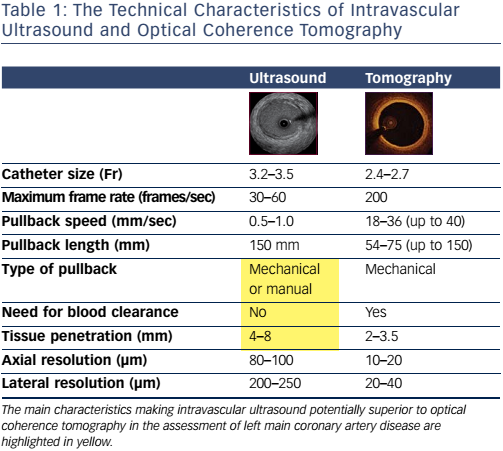 Table 1: The Technical Characteristics of Intravascular
Ultrasound and Optical Coherence Tomography
Ultrasound Tomography
Catheter size (Fr) 3.2–3.5 2.4–2.7
Maximum frame rate (frames/sec) 30–60 200
Pullback speed (mm/sec) 0.5–1.0 18–36 (up to 40)
Pullback length (mm) 150 mm 54–75 (up to 150)
Type of pullback Mechanical Mechanical
or manual
Need for blood clearance No Yes
Tissue penetration (mm) 4–8 2–3.5
Axial resolution (μm) 80–100 10–20
Lateral resolution (μm) 200–250 20–40
The main characteristics making intravascular ultrasound potentially superior to optical
coherence tomography in the assessment of left main coronary artery disease are
highlighted in yellow.